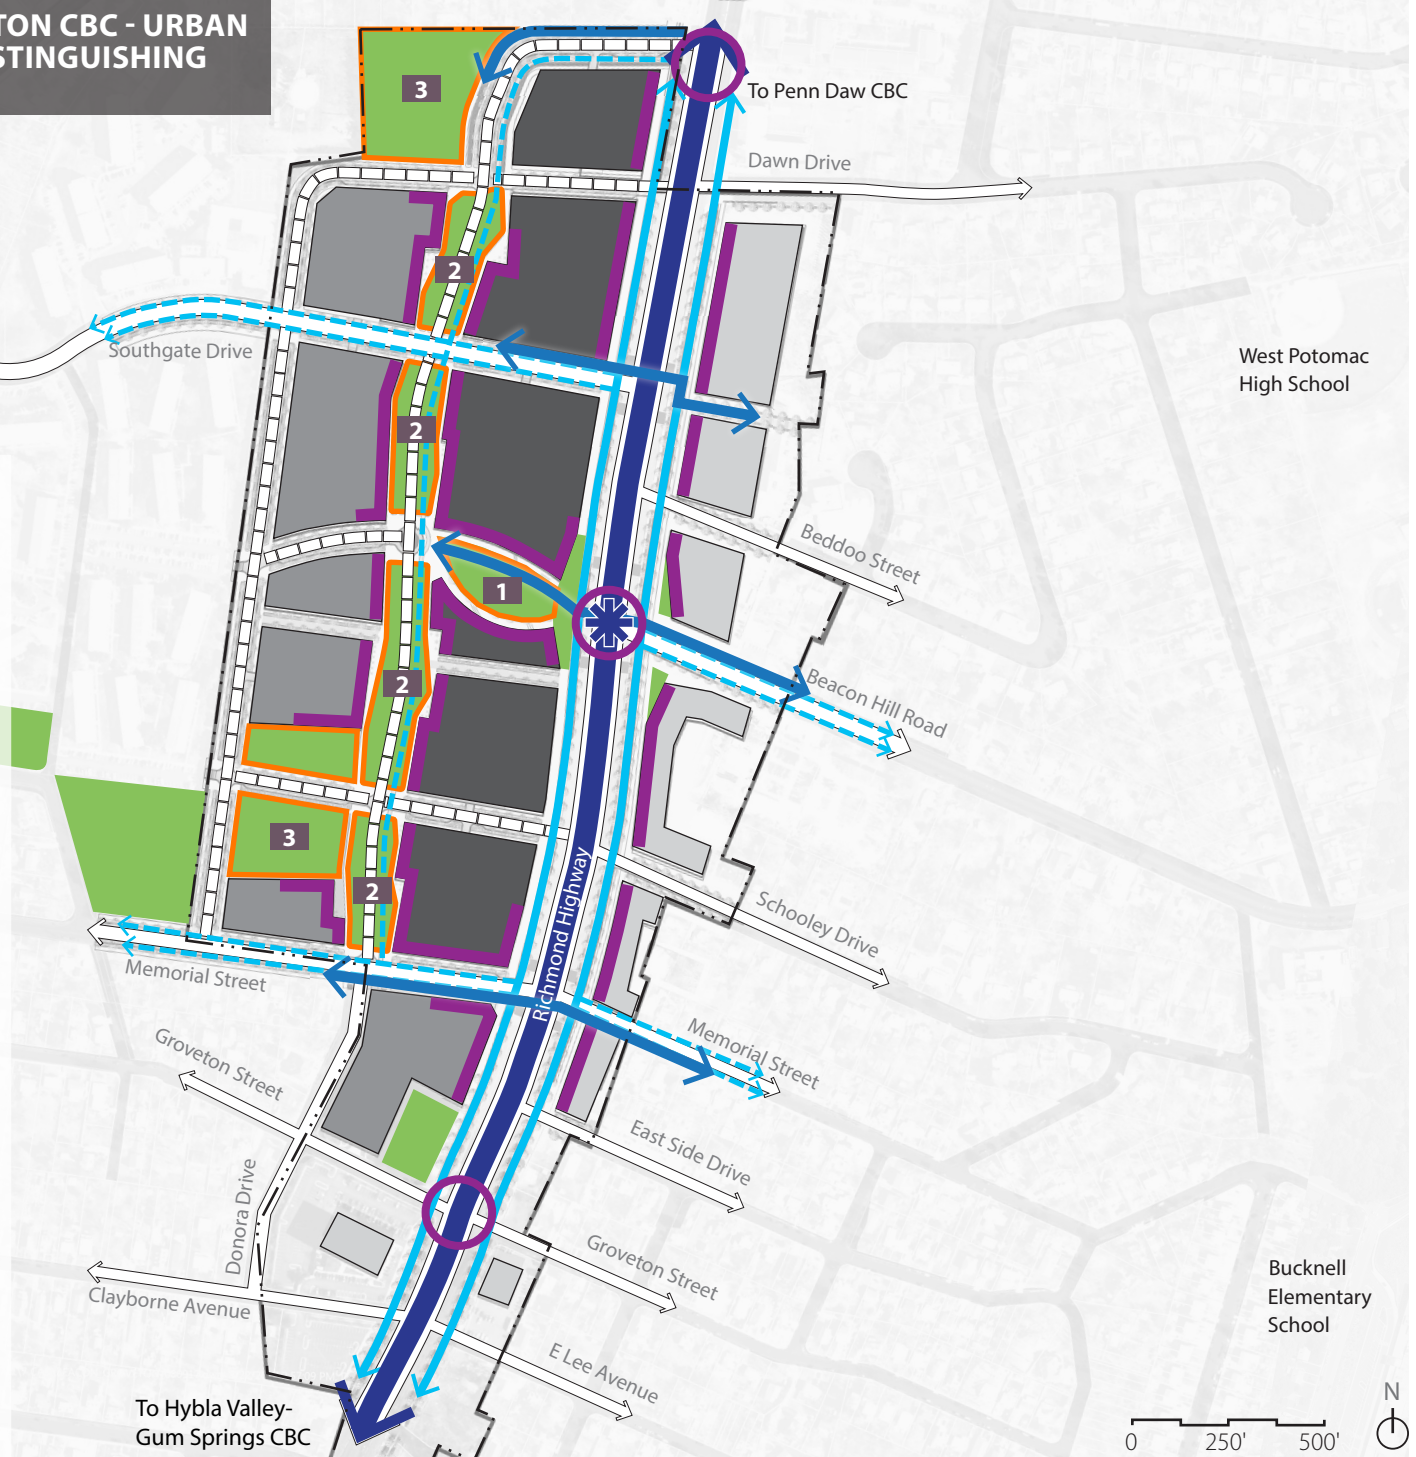 TON CBC - URBAN
STINGUISHING
3
To Penn Daw CBC
Dawn Drive
2
Southgate Drive
West Potomac
High School
2
Beddoo Street
1
2
Beacon Hill Road
3
2
Richmond Highway
Schooley Drive
Memorial Street
Memorial Street
Groveton Street
East Side Drive
Donora Drive
Groveton Street
Clayborne Avenue
Bucknell
Elementary
School
E Lee Avenue
To Hybla Valley-
Gum Springs CBC
N
0 250' 500'